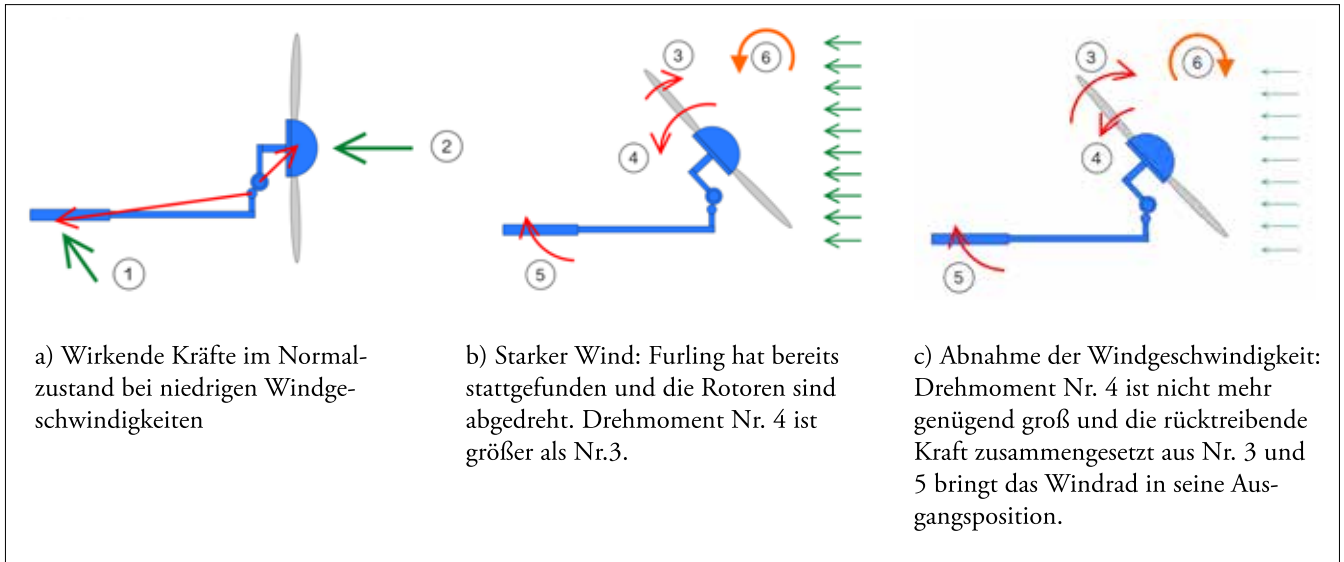 2
1
3
6
4
5
3
6
4
5
a) Wirkende Kräfte im Normal-
zustand bei niedrigen Windge-
schwindigkeiten
b) Starker Wind: Furling hat bereits
stattgefunden und die Rotoren sind
abgedreht. Drehmoment Nr. 4 ist
größer als Nr.3.
c) Abnahme der Windgeschwindigkeit:
Drehmoment Nr. 4 ist nicht mehr
genügend groß und die rücktreibende
Kraft zusammengesetzt aus Nr. 3 und
5 bringt das Windrad in seine Aus-
gangsposition.